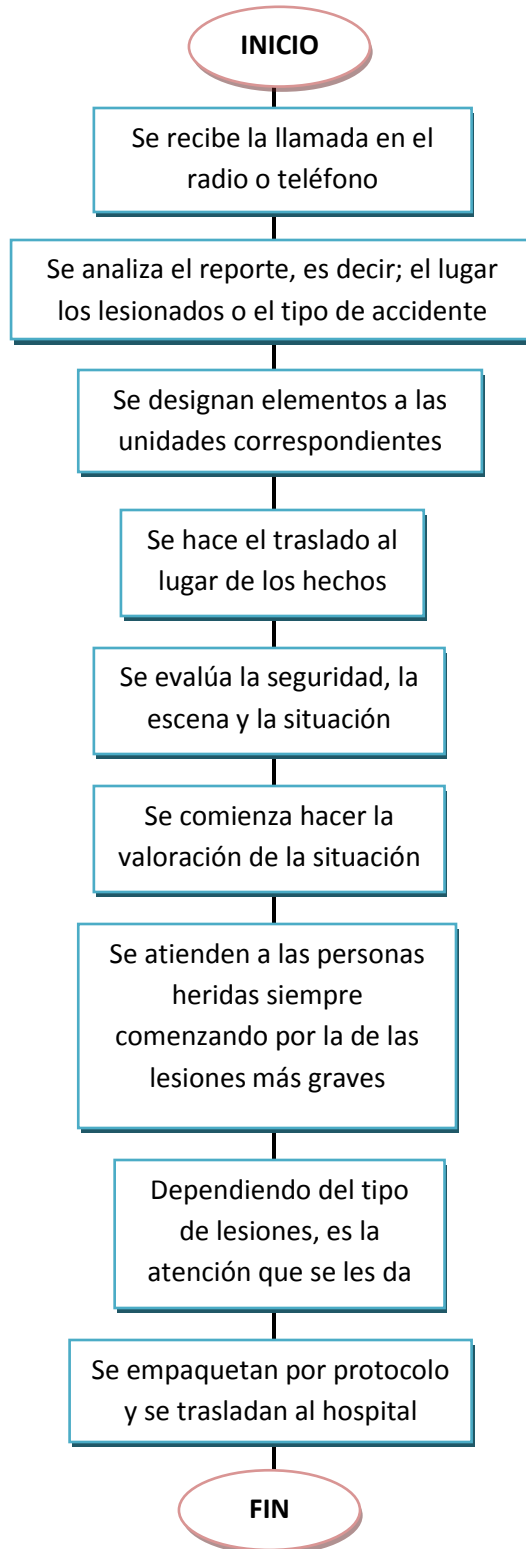 INICIO
Se recibe la llamada en el
radio o teléfono
Se analiza el reporte, es decir; el lugar
los lesionados o el tipo de accidente
Se designan elementos a las
unidades correspondientes
Se hace el traslado al
lugar de los hechos
Se evalúa la seguridad, la
escena y la situación
Se comienza hacer la
valoración de la situación
Se atienden a las personas
heridas siempre
comenzando por la de las
lesiones más graves
Dependiendo del tipo
de lesiones, es la
atención que se les da
Se empaquetan por protocolo
y se trasladan al hospital
FIN